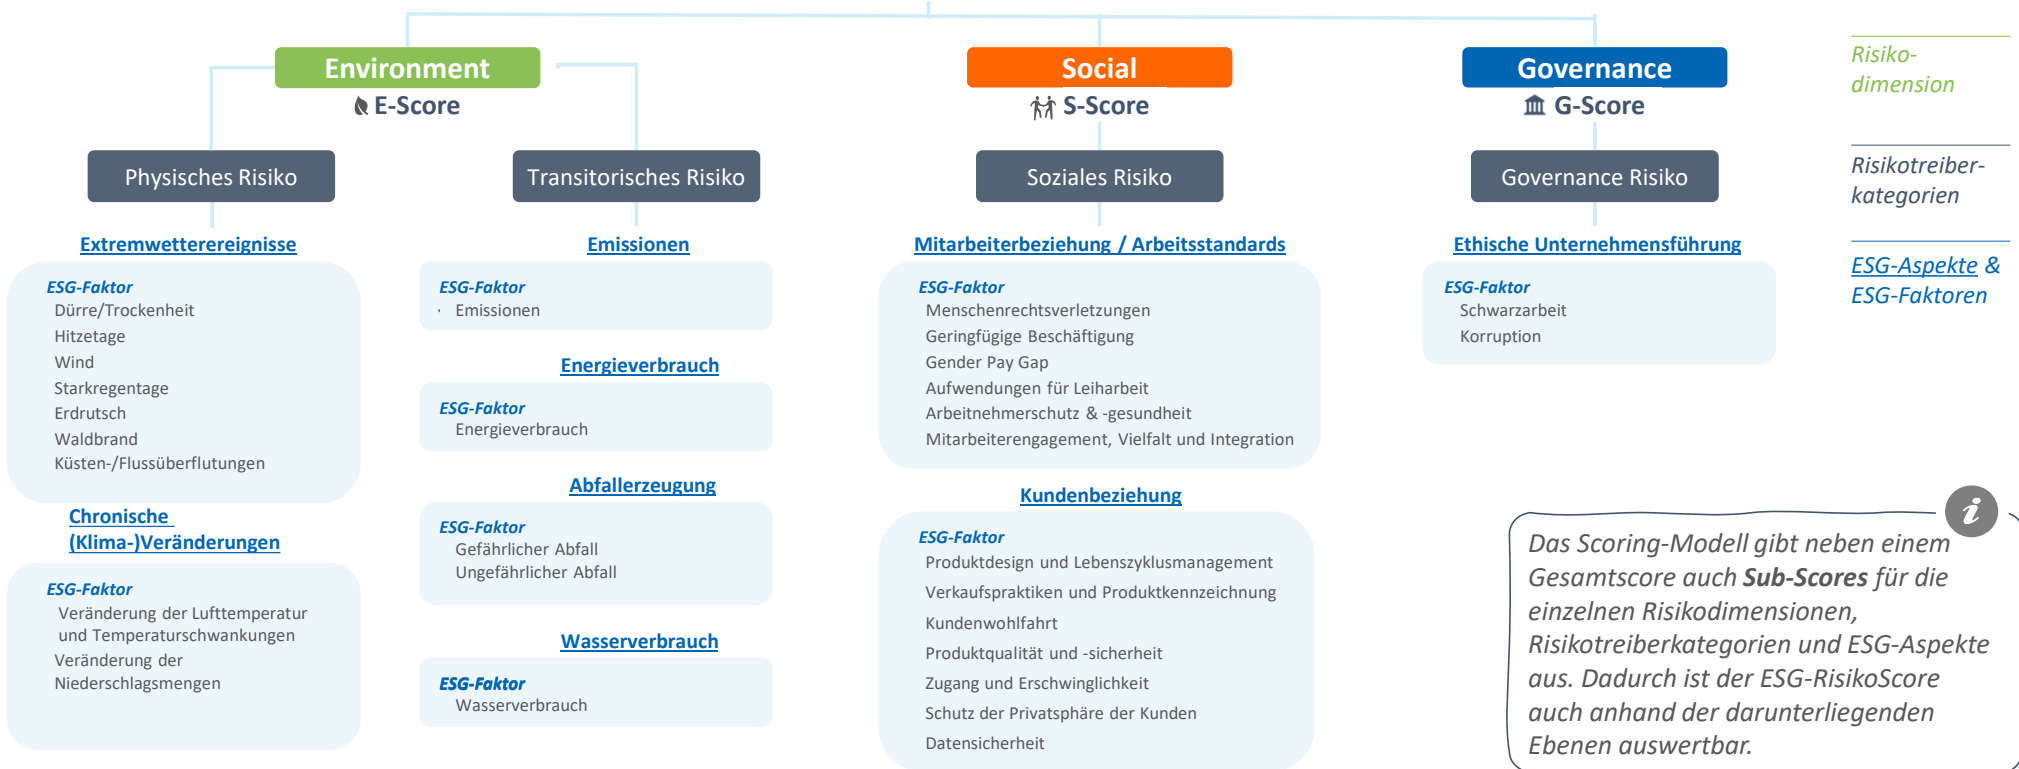 Environment
E-Score
Social
S-Score
Governance
G-Score
Risiko-
dimension
Physisches Risiko
Transitorisches Risiko
Soziales Risiko
Governance Risiko
Risikotreiber-
kategorien
Extremwetterereignisse
ESG-Faktor
Dürre/Trockenheit
Hitzetage
Wind
Starkregentage
Erdrutsch
Waldbrand
Küsten-/Flussüberflutungen
Chronische
(Klima-)Veränderungen
ESG-Faktor
Veränderung der Lufttemperatur
und Temperaturschwankungen
Veränderung der
Niederschlagsmengen
Emissionen
ESG-Faktor
Emissionen
Energieverbrauch
ESG-Faktor
Energieverbrauch
Abfallerzeugung
ESG-Faktor
Gefährlicher Abfall
Ungefährlicher Abfall
Wasserverbrauch
ESG-Faktor
Wasserverbrauch
Mitarbeiterbeziehung / Arbeitsstandards
ESG-Faktor
Menschenrechtsverletzungen
Geringfügige Beschäftigung
Gender Pay Gap
Aufwendungen für Leiharbeit
Arbeitnehmerschutz & -gesundheit
Mitarbeiterengagement, Vielfalt und Integration
Kundenbeziehung
ESG-Faktor
Produktdesign und Lebenszyklusmanagement
Verkaufspraktiken und Produktkennzeichnung
Kundenwohlfahrt
Produktqualität und -sicherheit
Zugang und Erschwinglichkeit
Schutz der Privatsphäre der Kunden
Datensicherheit
Ethische Unternehmensführung
ESG-Faktor
Schwarzarbeit
Korruption
ESG-Aspekte &
ESG-Faktoren
i
Das Scoring-Modell gibt neben einem
Gesamtscore auch Sub-Scores für die
einzelnen Risikodimensionen,
Risikotreiberkategorien und ESG-Aspekte
aus. Dadurch ist der ESG-RisikoScore
auch anhand der darunterliegenden
Ebenen auswertbar.